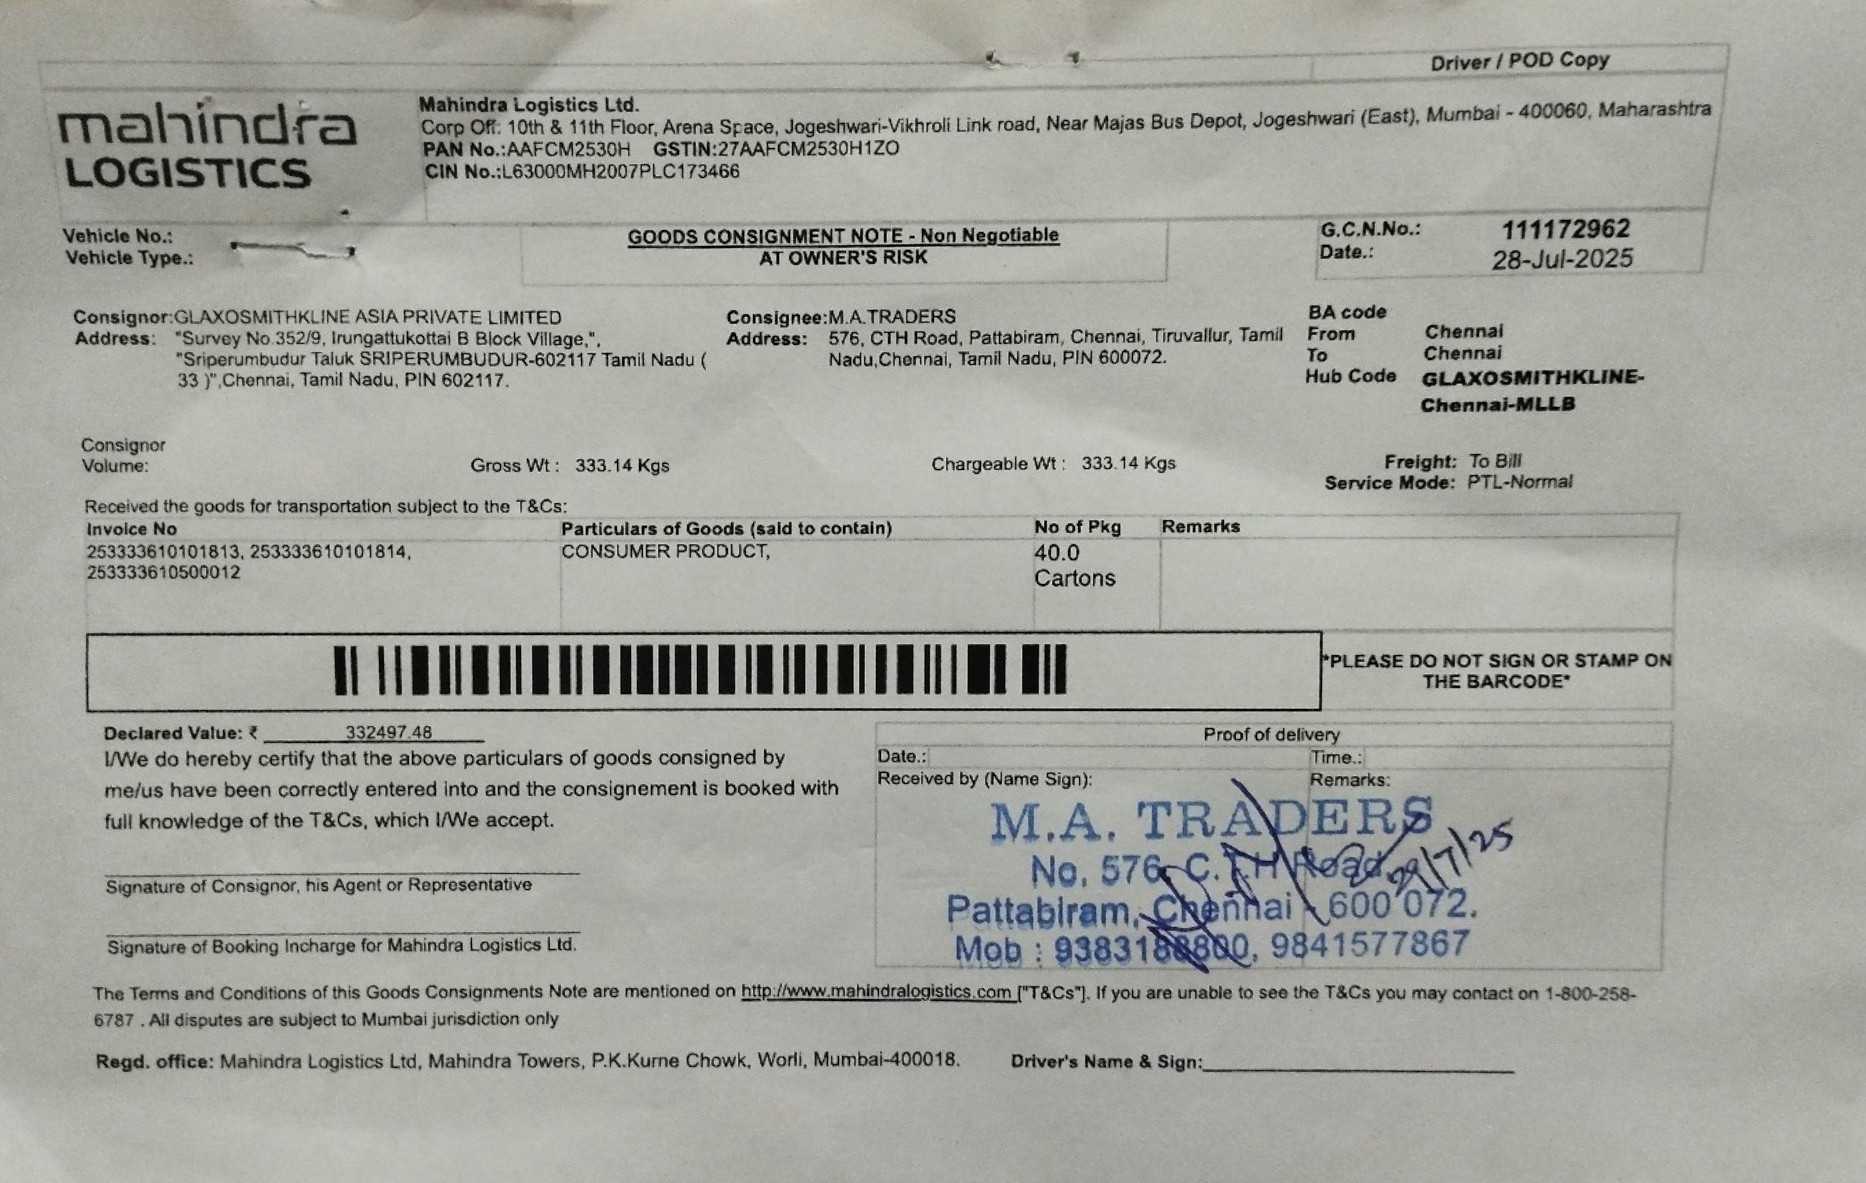 Driver / POD Copy
mahindra
LOGISTICS
Mahindra Logistics Ltd.
Corp Off: 10th & 11th Floor, Arena Space, Jogeshwari-Vikhroli Link road, Near Majas Bus Depot, Jogeshwari (East), Mumbai - 400060, Maharashtra
PAN No.:AAFCM2530H GSTIN:27AAFCM2530H1ZO
CIN No.:L63000MH2007PLC173466
Vehicle No.:
Vehicle Type.:
GOODS CONSIGNMENT NOTE - Non Negotiable
AT OWNER'S RISK
G.C.N.No.: 111172962
Date.: 28-Jul-2025
Consignor:GLAXOSMITHKLINE ASIA PRIVATE LIMITED
Address: "Survey No.352/9, Irungattukottai B Block Village,",
"Sriperumbudur Taluk SRIPERUMBUDUR-602117 Tamil Nadu (
33 )",Chennai, Tamil Nadu, PIN 602117.
Consignee:M.A.TRADERS
Address: 576, CTH Road, Pattabiram, Chennai, Tiruvallur, Tamil
Nadu,Chennai, Tamil Nadu, PIN 600072.
BA code
From Chennai
To Chennai
Hub Code GLAXOSMITHKLINE-
Chennai-MLLB
Consignor
Volume:
Gross Wt : 333.14 Kgs
Chargeable Wt : 333.14 Kgs
Freight: To Bill
Service Mode: PTL-Normal
Received the goods for transportation subject to the T&Cs:
Invoice No Particulars of Goods (said to contain) No of Pkg Remarks
253333610101813, 253333610101814, CONSUMER PRODUCT, 40.0
253333610500012 Cartons
*PLEASE DO NOT SIGN OR STAMP ON
THE BARCODE*
Declared Value: ₹ 332497.48
I/We do hereby certify that the above particulars of goods consigned by
me/us have been correctly entered into and the consignement is booked with
full knowledge of the T&Cs, which I/We accept.
Signature of Consignor, his Agent or Representative
Signature of Booking Incharge for Mahindra Logistics Ltd.
Proof of delivery
Date.: Time.:
Received by (Name Sign): Remarks:
M.A. TRADERS
No, 576, C.T.H Road,
29/7/25
Pattabiram, Chennai - 600 072.
Mob : 9383188800, 9841577867
The Terms and Conditions of this Goods Consignments Note are mentioned on http://www.mahindralogistics.com ["T&Cs"]. If you are unable to see the T&Cs you may contact on 1-800-258-
6787 . All disputes are subject to Mumbai jurisdiction only
Regd. office: Mahindra Logistics Ltd, Mahindra Towers, P.K.Kurne Chowk, Worli, Mumbai-400018.
Driver's Name & Sign: